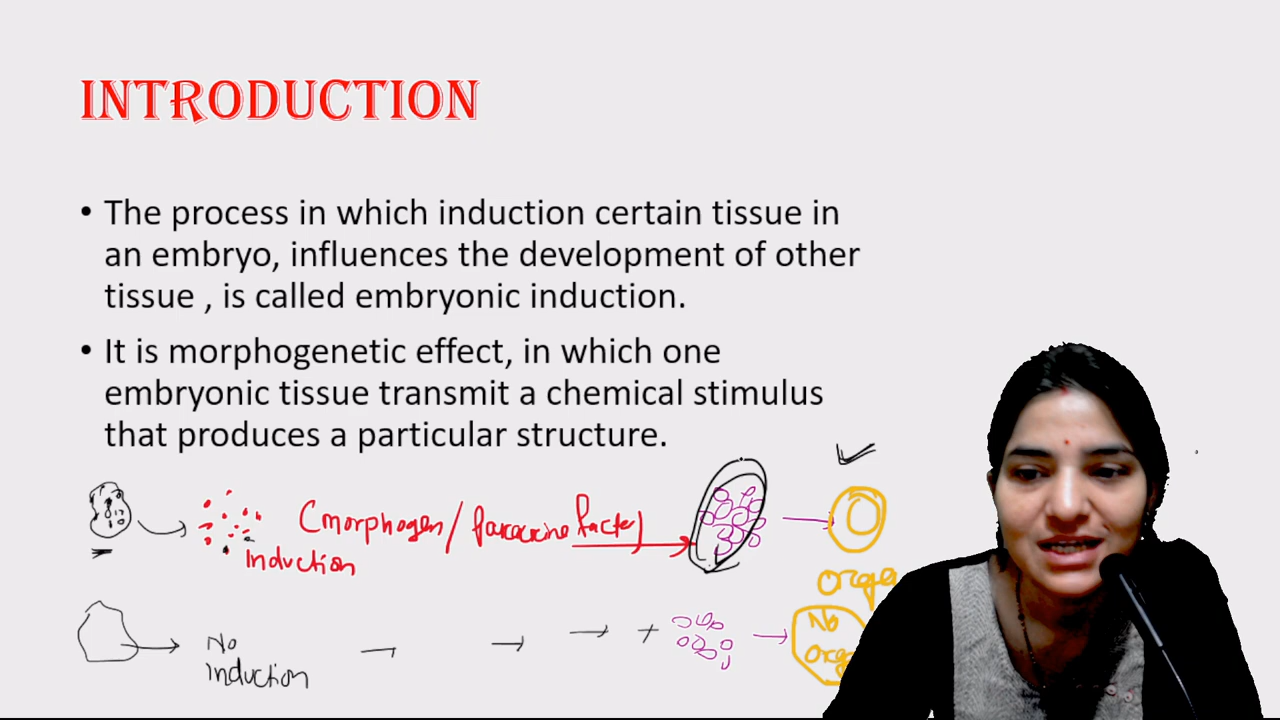 INTRODUCTION
• The process in which induction certain tissue in
an embryo, influences the development of other
tissue , is called embryonic induction.
• It is morphogenetic effect, in which one
embryonic tissue transmit a chemical stimulus
that produces a particular structure.
(morphogen/
Induction
No
induction
No